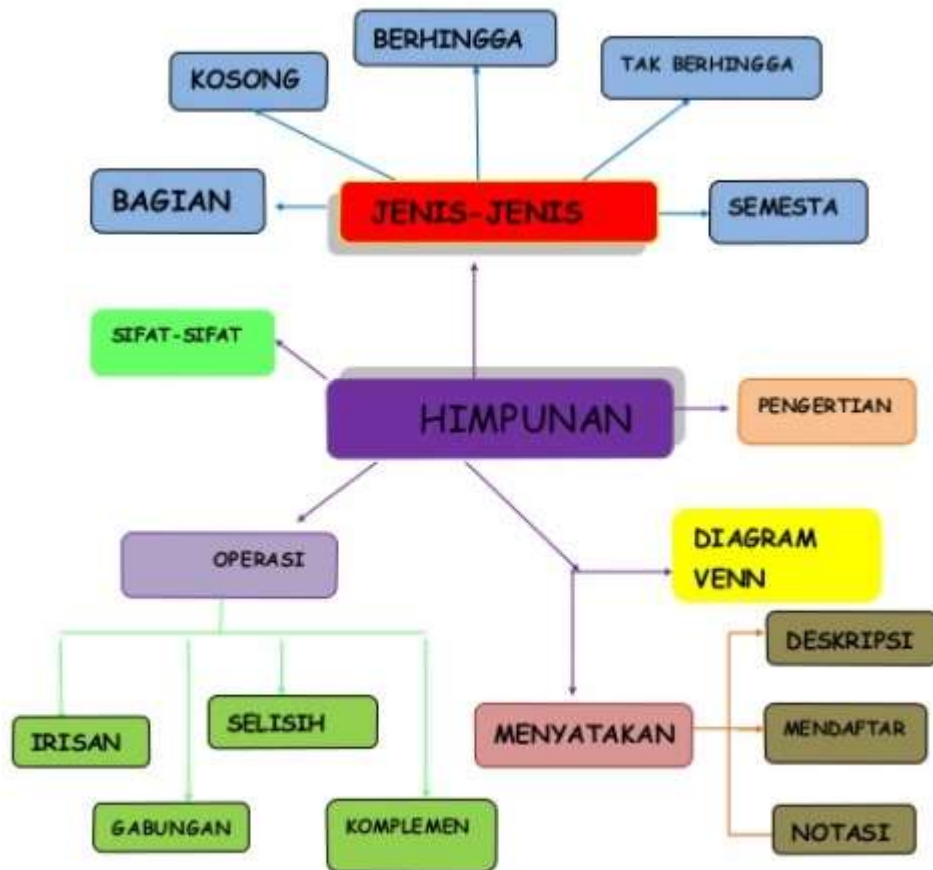 BERHINGGA
KOSONG
TAK BERHINGGA
BAGIAN
JENIS-JENIS
SEMESTA
SIFAT-SIFAT
HIMPUNAN
PENGERTIAN
OPERASI
DIAGRAM
VENN
DESKRIPSI
IRISAN
SELISIH
MENYATAKAN
MENDAFTAR
GABUNGAN
KOMPLEMEN
NOTASI